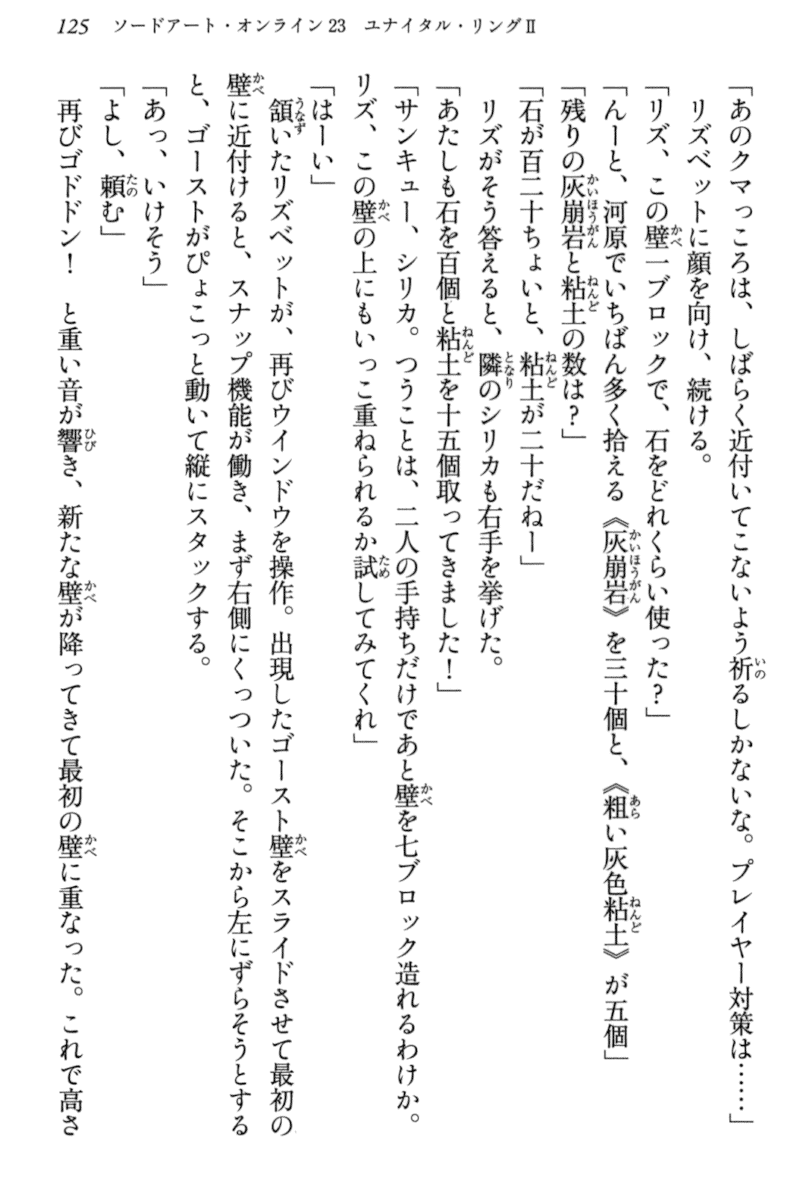 125 ソードアート・オンライン23 ユナイタル・リングⅡ
「あのクマっころは、しばらく近付いてこないよう祈るしかないな。プレイヤー対策は……」
リズベットに顔を向け、続ける。
「リズ、この壁一ブロックで、石をどれくらい使った？」
「んーと、河原でいちばん多く拾える《灰崩岩》を三十個と、《粗い灰色粘土》が五個」
「残りの灰崩岩と粘土の数は？」
「石が百二十ちょいと、粘土が二十だねー」
リズがそう答えると、隣のシリカも右手を挙げた。
「あたしも石を百個と粘土を十五個取ってきました！」
「サンキュー、シリカ。つうことは、二人の手持ちだけであと壁を七ブロック造れるわけか。
リズ、この壁の上にもいっこ重ねられるか試してみてくれ」
「はーい」
頷いたリズベットが、再びウインドウを操作。出現したゴースト壁をスライドさせて最初の
壁に近付けると、スナップ機能が働き、まず右側にくっついた。そこから左にずらそうとする
と、ゴーストがぴょこっと動いて縦にスタックする。
「あっ、いけそう」
「よし、頼む」
再びゴドドン！　と重い音が響き、新たな壁が降ってきて最初の壁に重なった。これで高さ